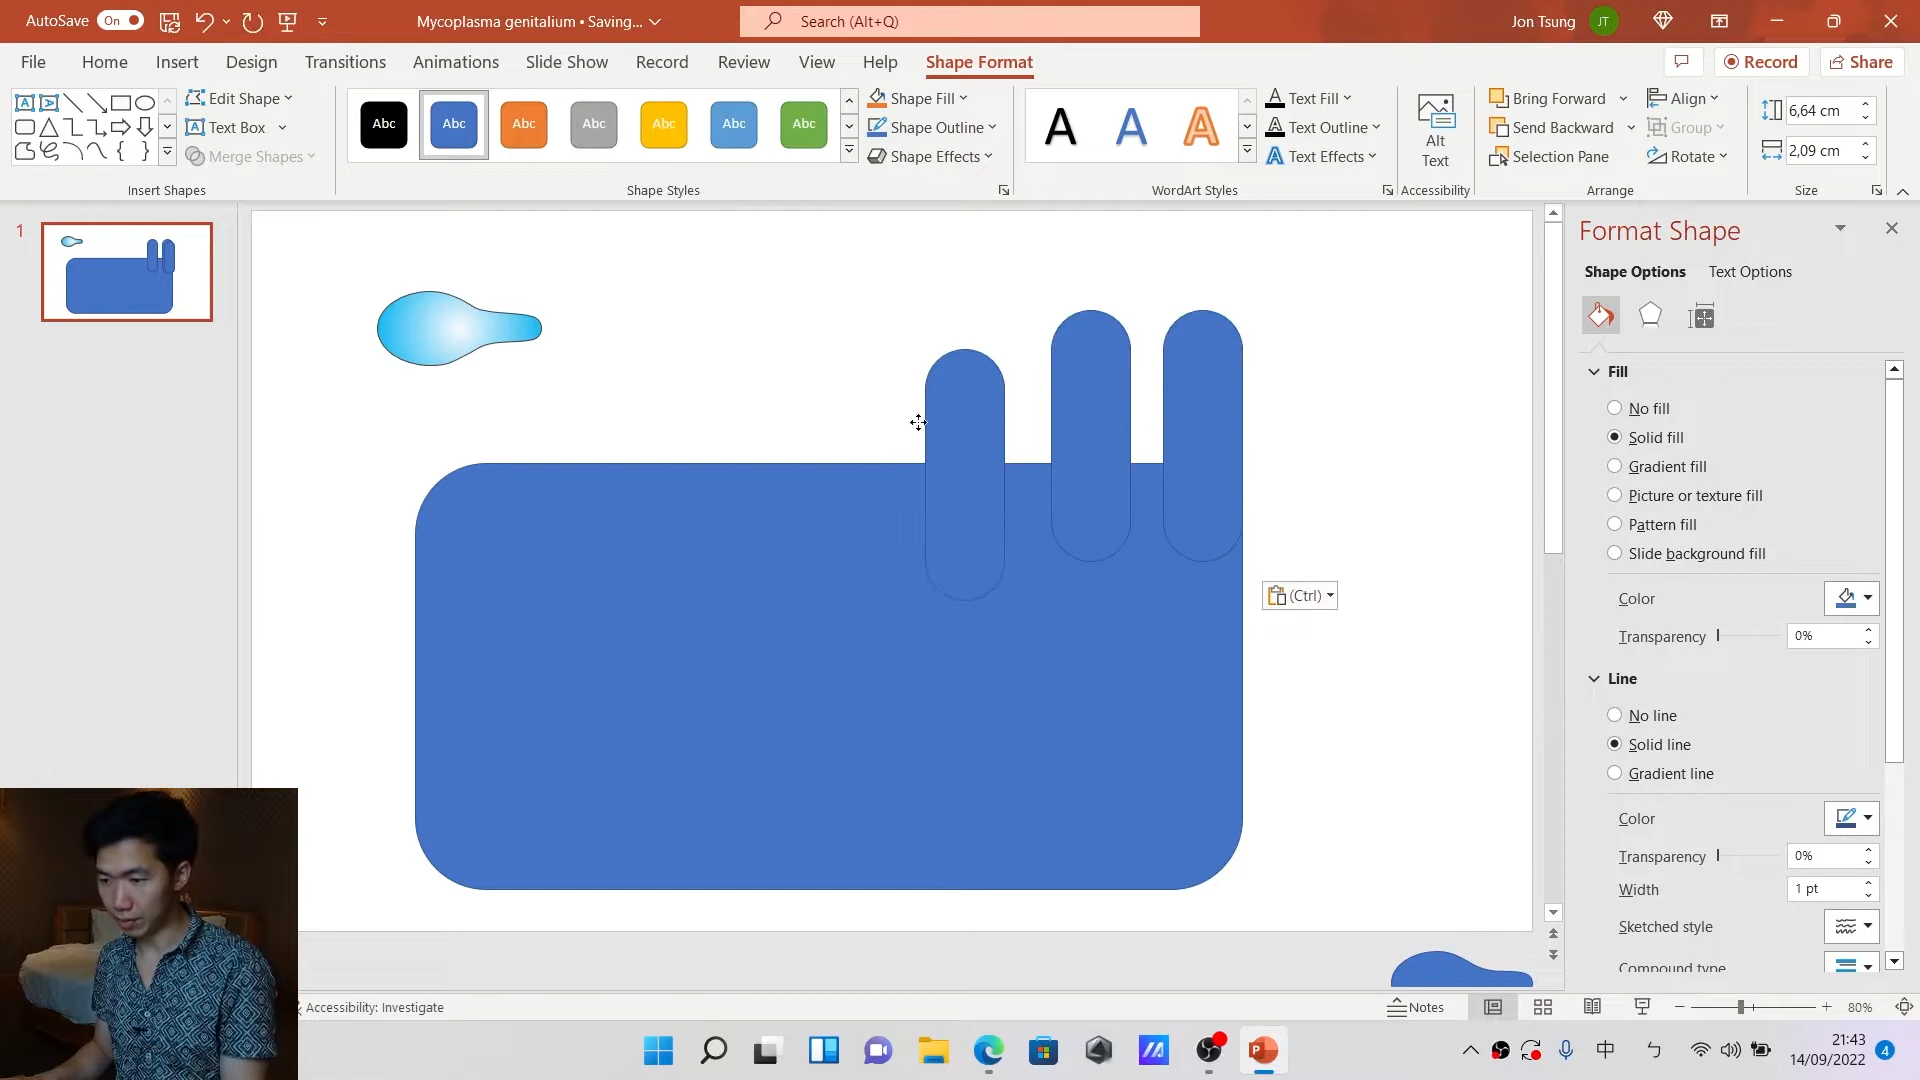 AutoSave On Mycoplasma genitalium • Saving... Search (Alt+Q) Jon Tsung JT
File Home Insert Design Transitions Animations Slide Show Record Review View Help Shape Format Record Share
Edit Shape
Text Box
Merge Shapes
Insert Shapes
Abc Abc Abc Abc Abc Abc Abc
Shape Fill
Shape Outline
Shape Effects
Shape Styles
A A A
Text Fill
Text Outline
Text Effects
WordArt Styles
Alt
Text
Accessibility
Bring Forward
Send Backward
Selection Pane
Align
Group
Rotate
Arrange
6,64 cm
2,09 cm
Size
1
(Ctrl)
Format Shape
Shape Options Text Options
Fill
No fill
Solid fill
Gradient fill
Picture or texture fill
Pattern fill
Slide background fill
Color
Transparency 0%
Line
No line
Solid line
Gradient line
Color
Transparency 0%
Width 1 pt
Sketched style
Compound type
Accessibility: Investigate Notes 80%
中 ㄅ 21:43
14/09/2022 4